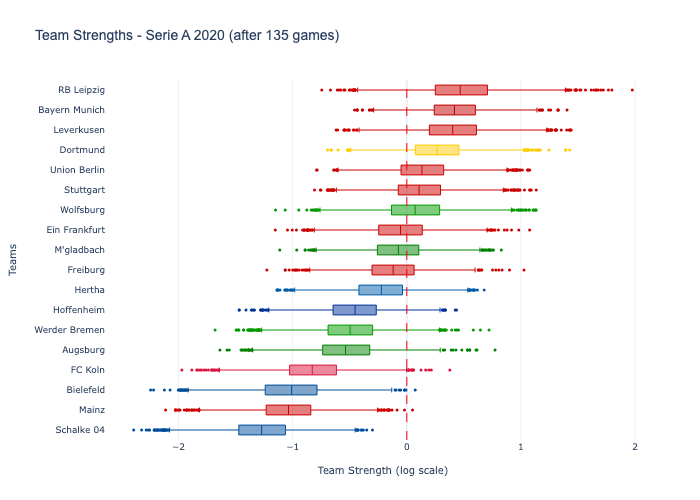 Team Strengths - Serie A 2020 (after 135 games)
RB Leipzig
Bayern Munich
Leverkusen
Dortmund
Union Berlin
Stuttgart
Wolfsburg
Ein Frankfurt
M'gladbach
Freiburg
Hertha
Hoffenheim
Werder Bremen
Augsburg
FC Koln
Bielefeld
Mainz
Schalke 04
Teams
−2 −1 0 1 2
Team Strength (log scale)